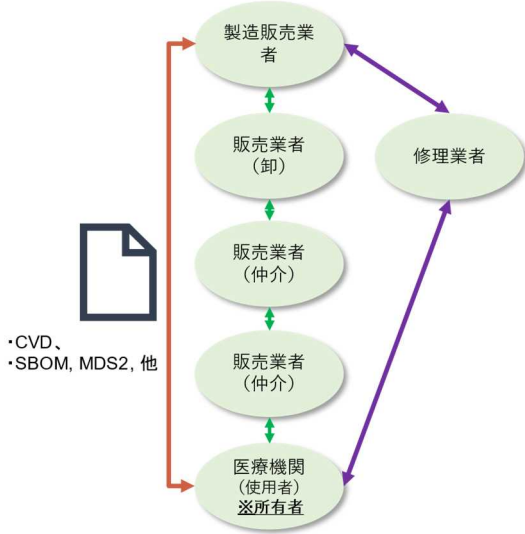 製造販売業
者
販売業者
（卸）
修理業者
販売業者
（仲介）
・CVD、
・SBOM, MDS2, 他
販売業者
（仲介）
医療機関
（使用者）
※所有者